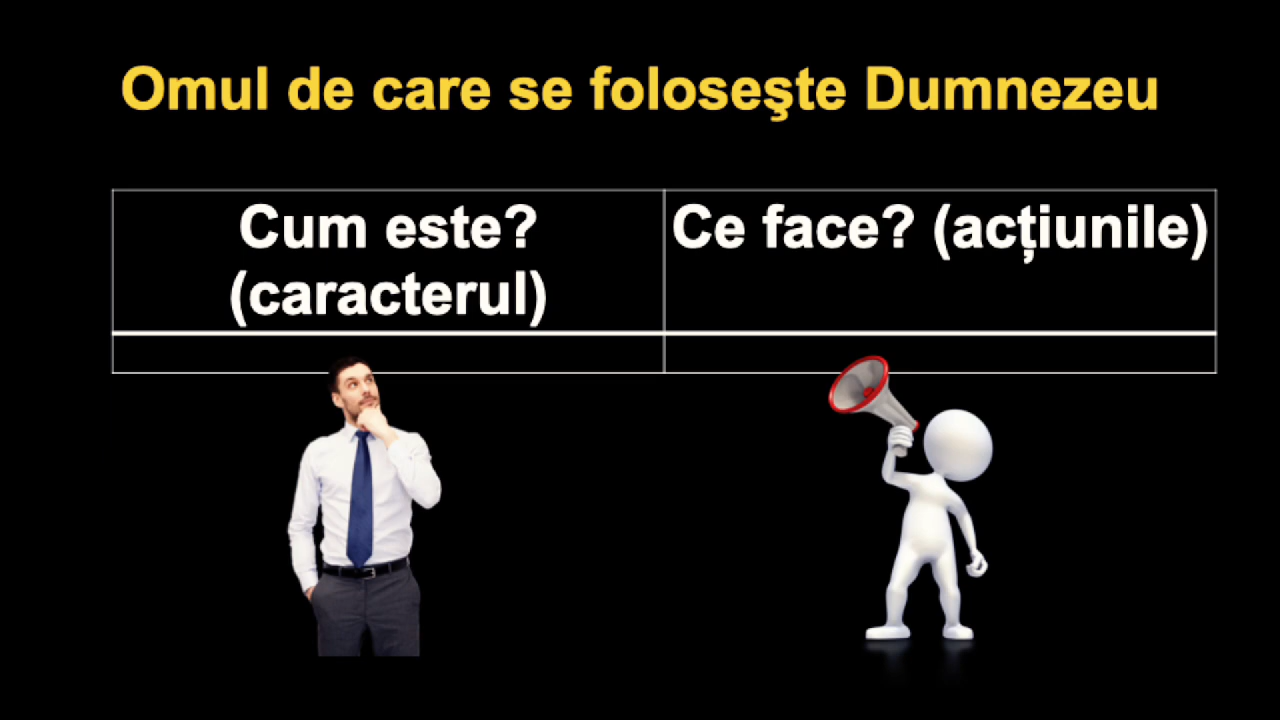 Omul de care se foloseşte Dumnezeu
Cum este?
(caracterul)
Ce face? (acțiunile)